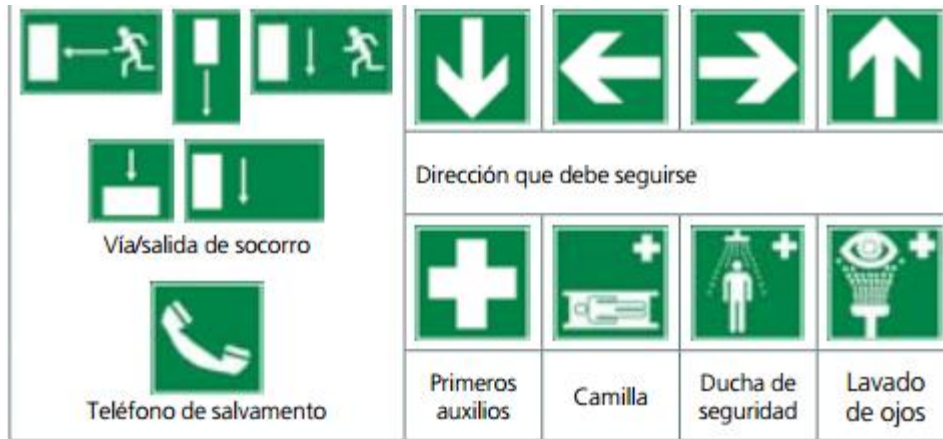 Vía/salida de socorro
Teléfono de salvamento
Dirección que debe seguirse
Primeros
auxilios
Camilla
Ducha de
seguridad
Lavado
de ojos